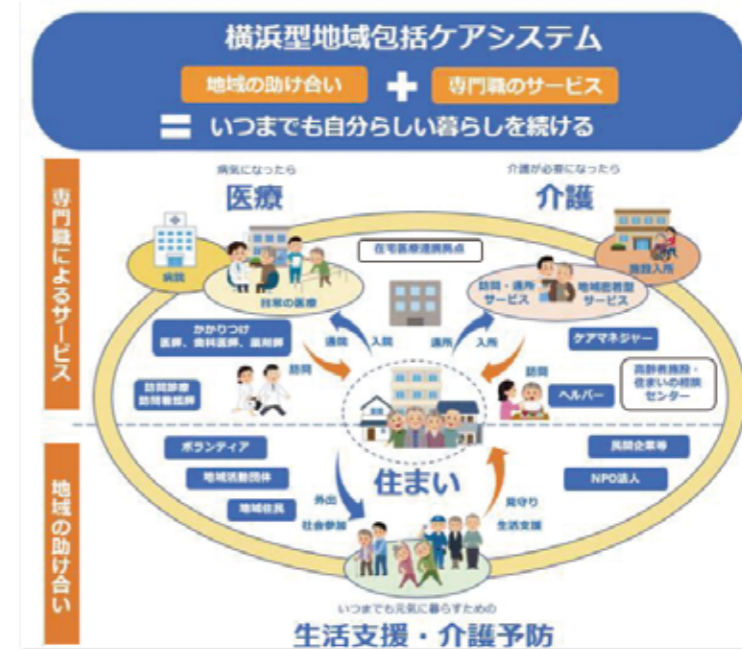 横浜型地域包括ケアシステム
地域の助け合い + 専門職のサービス
= いつまでも自分らしい暮らしを続ける
専門職によるサービス
病気になったら
医療
介護が必要になったら
介護
病院
日常の医療
在宅医療連携拠点
訪問・通所
サービス
地域密着型
サービス
施設入所
かかりつけ
医師、歯科医師、薬剤師
通院
入院
通所
入所
ケアマネジャー
訪問
訪問診療
訪問看護師
訪問
ヘルパー
高齢者施設・
住まいの相談
センター
地域の助け合い
ボランティア
地域活動団体
地域住民
住まい
民間企業等
NPO法人
外出
社会参加
見守り
生活支援
いつまでも元気に暮らすための
生活支援・介護予防